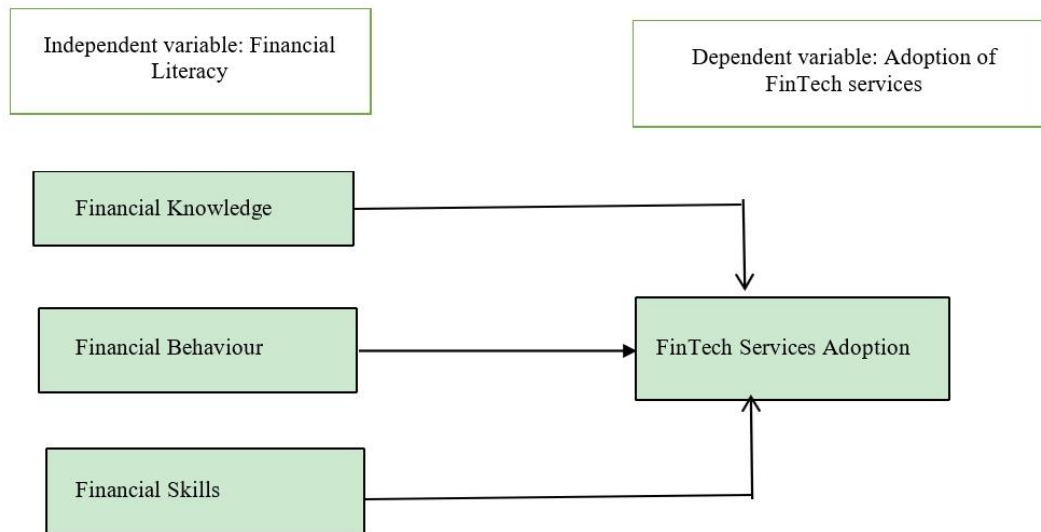 Independent variable: Financial
Literacy
Dependent variable: Adoption of
FinTech services
Financial Knowledge
Financial Behaviour
FinTech Services Adoption
Financial Skills